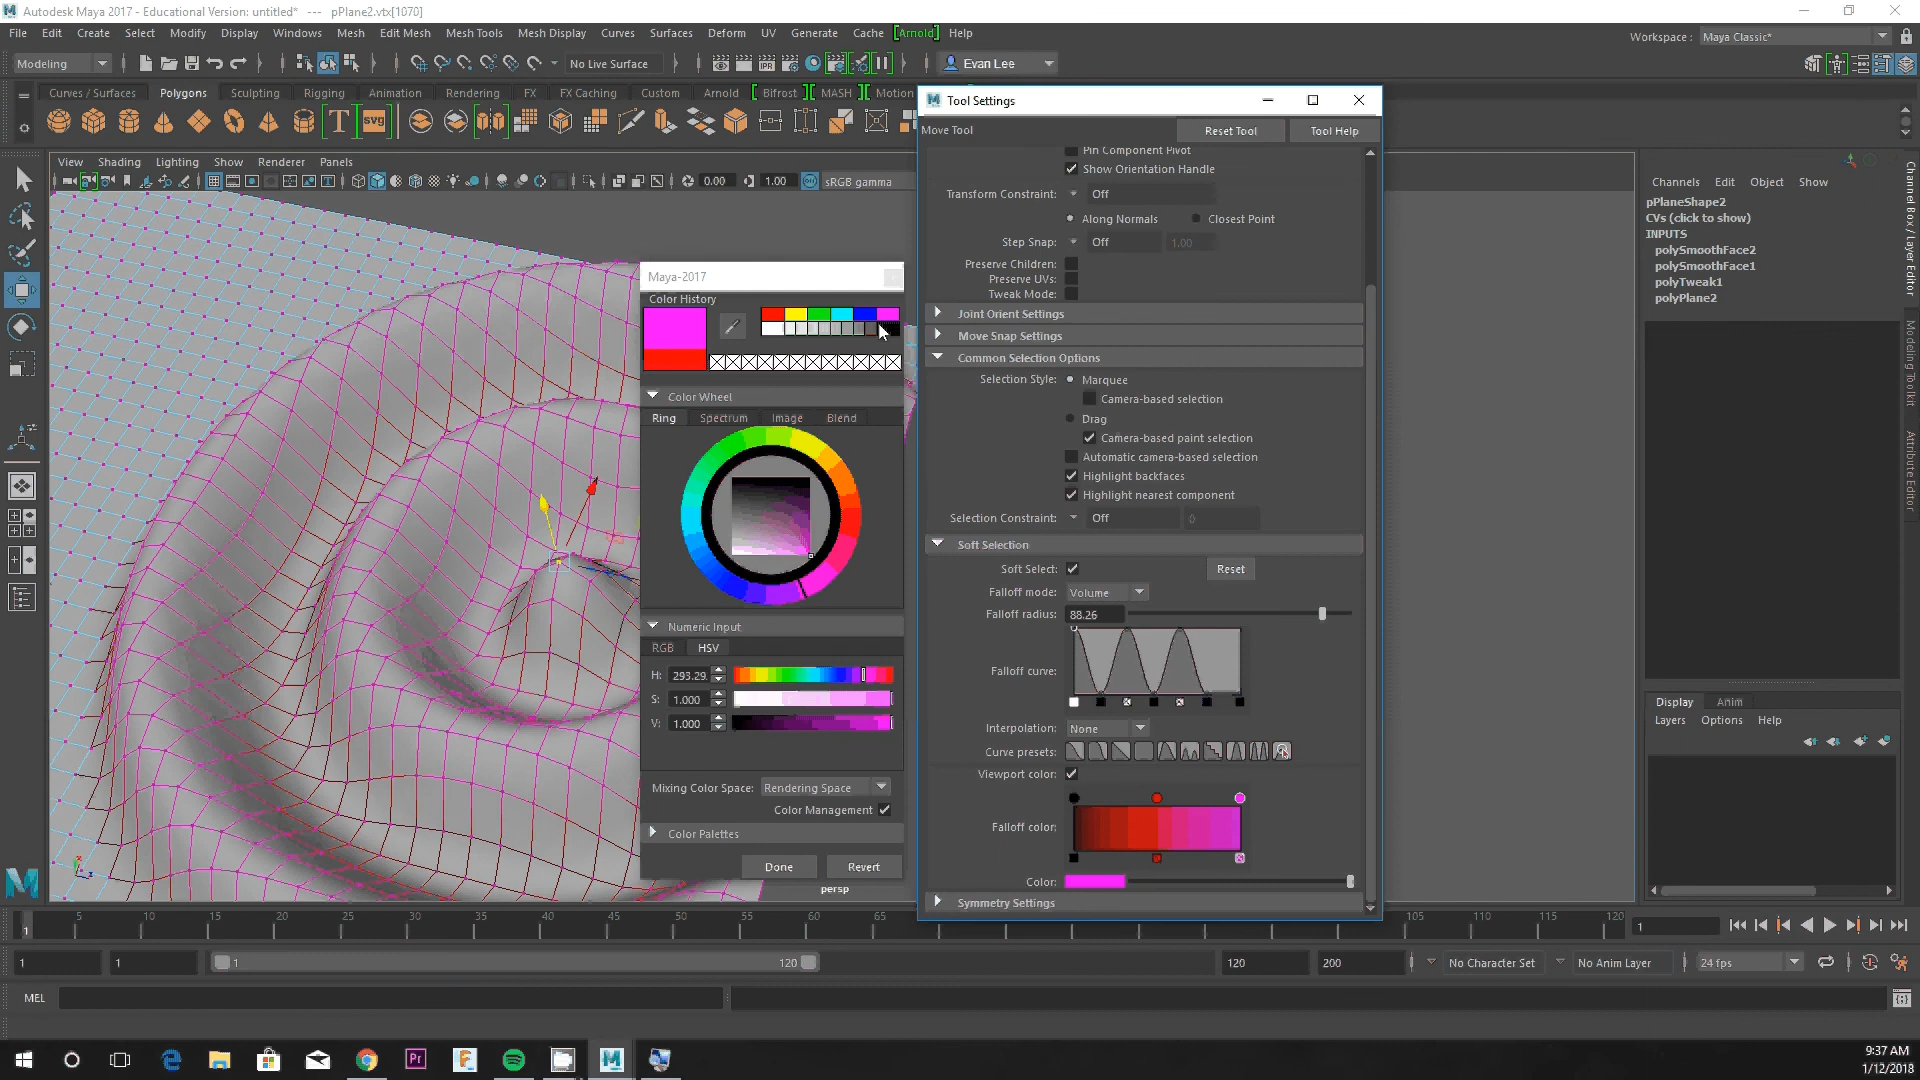 Autodesk Maya 2017 - Educational Version: untitled*   ---   pPlane2.vtx[1070]
File Edit Create Select Modify Display Windows Mesh Edit Mesh Mesh Tools Mesh Display Curves Surfaces Deform UV Generate Cache [Arnold] Help
Workspace : Maya Classic*
Modeling No Live Surface Evan Lee
Curves / Surfaces Polygons Sculpting Rigging Animation Rendering FX FX Caching Custom Arnold Bifrost MASH Motion
Tool Settings
T svg
Move Tool Reset Tool Tool Help
View Shading Lighting Show Renderer Panels
0.00 1.00 sRGB gamma
Pin Component Pivot
Show Orientation Handle
Transform Constraint: Off
Along Normals Closest Point
Step Snap: Off 1.00
Preserve Children:
Preserve UVs:
Tweak Mode:
Joint Orient Settings
Move Snap Settings
Common Selection Options
Selection Style: Marquee
Camera-based selection
Drag
Camera-based paint selection
Automatic camera-based selection
Highlight backfaces
Highlight nearest component
Selection Constraint: Off 0
Soft Selection
Soft Select: Reset
Falloff mode: Volume
Falloff radius: 88.26
Falloff curve:
Interpolation: None
Curve presets:
Viewport color:
Falloff color:
Color:
Symmetry Settings
Maya-2017
Color History
Color Wheel
Ring Spectrum Image Blend
Numeric Input
RGB HSV
H: 293.29
S: 1.000
V: 1.000
Mixing Color Space: Rendering Space
Color Management
Color Palettes
Done Revert
persp
Channels Edit Object Show
pPlaneShape2
CVs (click to show)
INPUTS
polySmoothFace2
polySmoothFace1
polyTweak1
polyPlane2
Channel Box / Layer Editor
Modeling Toolkit
Attribute Editor
Display Anim
Layers Options Help
5 10 15 20 25 30 35 40 45 50 55 60 65 105 110 115 120
1 1
1 1 1 120 120 200 No Character Set No Anim Layer 24 fps
MEL
Pr
9:37 AM
1/12/2018